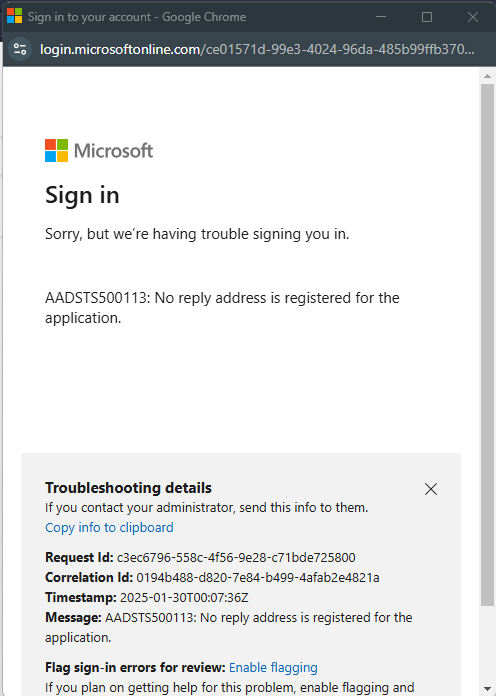 Sign in to your account - Google Chrome
login.microsoftonline.com/ce01571d-99e3-4024-96da-485b99ffb370...
Microsoft
Sign in
Sorry, but we're having trouble signing you in.
AADSTS500113: No reply address is registered for the
application.
Troubleshooting details
If you contact your administrator, send this info to them.
Copy info to clipboard
Request Id: c3ec6796-558c-4f56-9e28-c71bde725800
Correlation Id: 0194b488-d820-7e84-b499-4afab2e4821a
Timestamp: 2025-01-30T00:07:36Z
Message: AADSTS500113: No reply address is registered for the
application.
Flag sign-in errors for review: Enable flagging
If you plan on getting help for this problem, enable flagging and